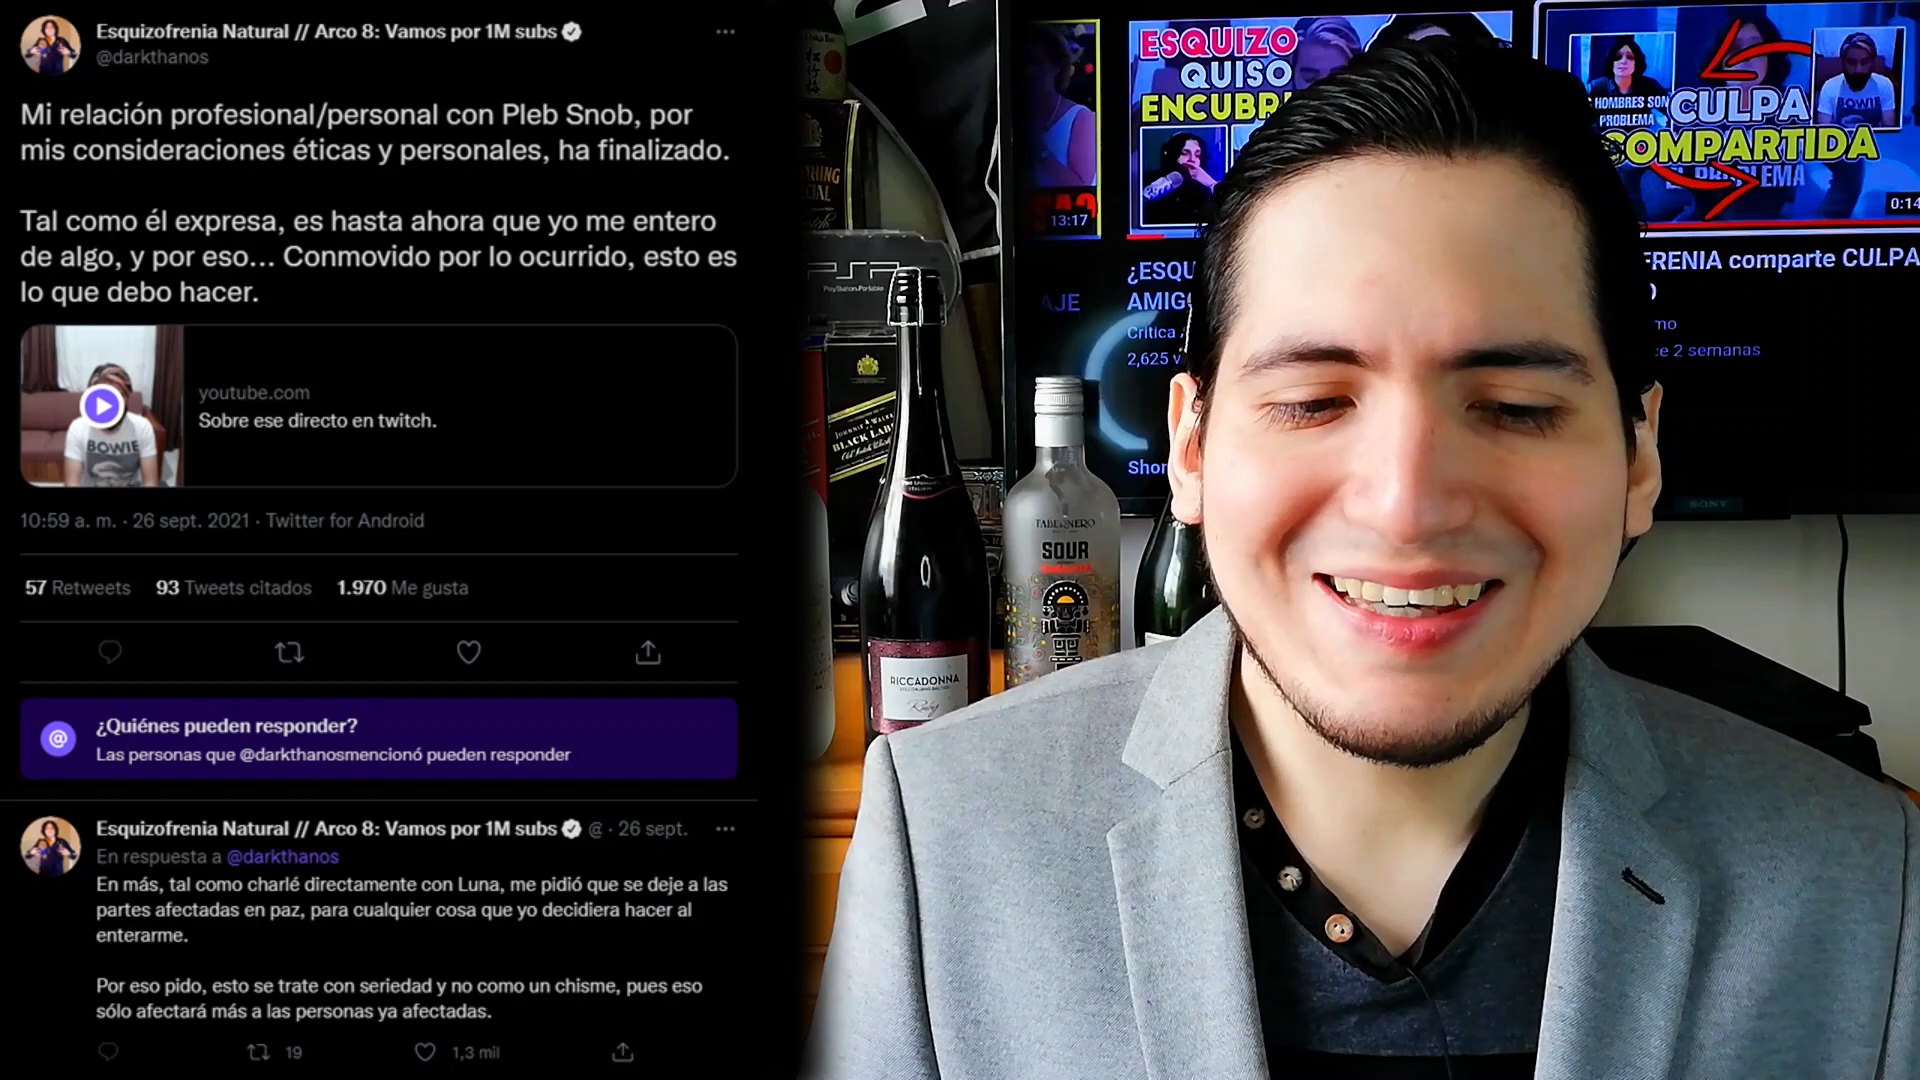 Esquizofrenia Natural // Arco 8: Vamos por 1M subs
@darkthanos
Mi relación profesional/personal con Pleb Snob, por
mis consideraciones éticas y personales, ha finalizado.
Tal como él expresa, es hasta ahora que yo me entero
de algo, y por eso... Conmovido por lo ocurrido, esto es
lo que debo hacer.
BOWIE
youtube.com
Sobre ese directo en twitch.
10:59 a. m. · 26 sept. 2021 · Twitter for Android
57 Retweets 93 Tweets citados 1.970 Me gusta
@
¿Quiénes pueden responder?
Las personas que @darkthanosmencionó pueden responder
Esquizofrenia Natural // Arco 8: Vamos por 1M subs @ · 26 sept.
En respuesta a @darkthanos
En más, tal como charlé directamente con Luna, me pidió que se deje a las
partes afectadas en paz, para cualquier cosa que yo decidiera hacer al
enterarme.
Por eso pido, esto se trate con seriedad y no como un chisme, pues eso
sólo afectará más a las personas ya afectadas.
19 1,3 mil
PlayStation Portable
BLACK LAB
RICCADONNA
Ruby
TABERNERO
SOUR
13:17
AJE
ESQUIZO
QUISO
ENCUBR
¿ESQU
AMIG
Crítica
2,625 v
Shor
HOMBRES SON
PROBLEMA
CULPA
COMPARTIDA
EL PROBLEMA
BOWIE
0:14
FRENIA comparte CULPA
O
mo
ce 2 semanas
SONY